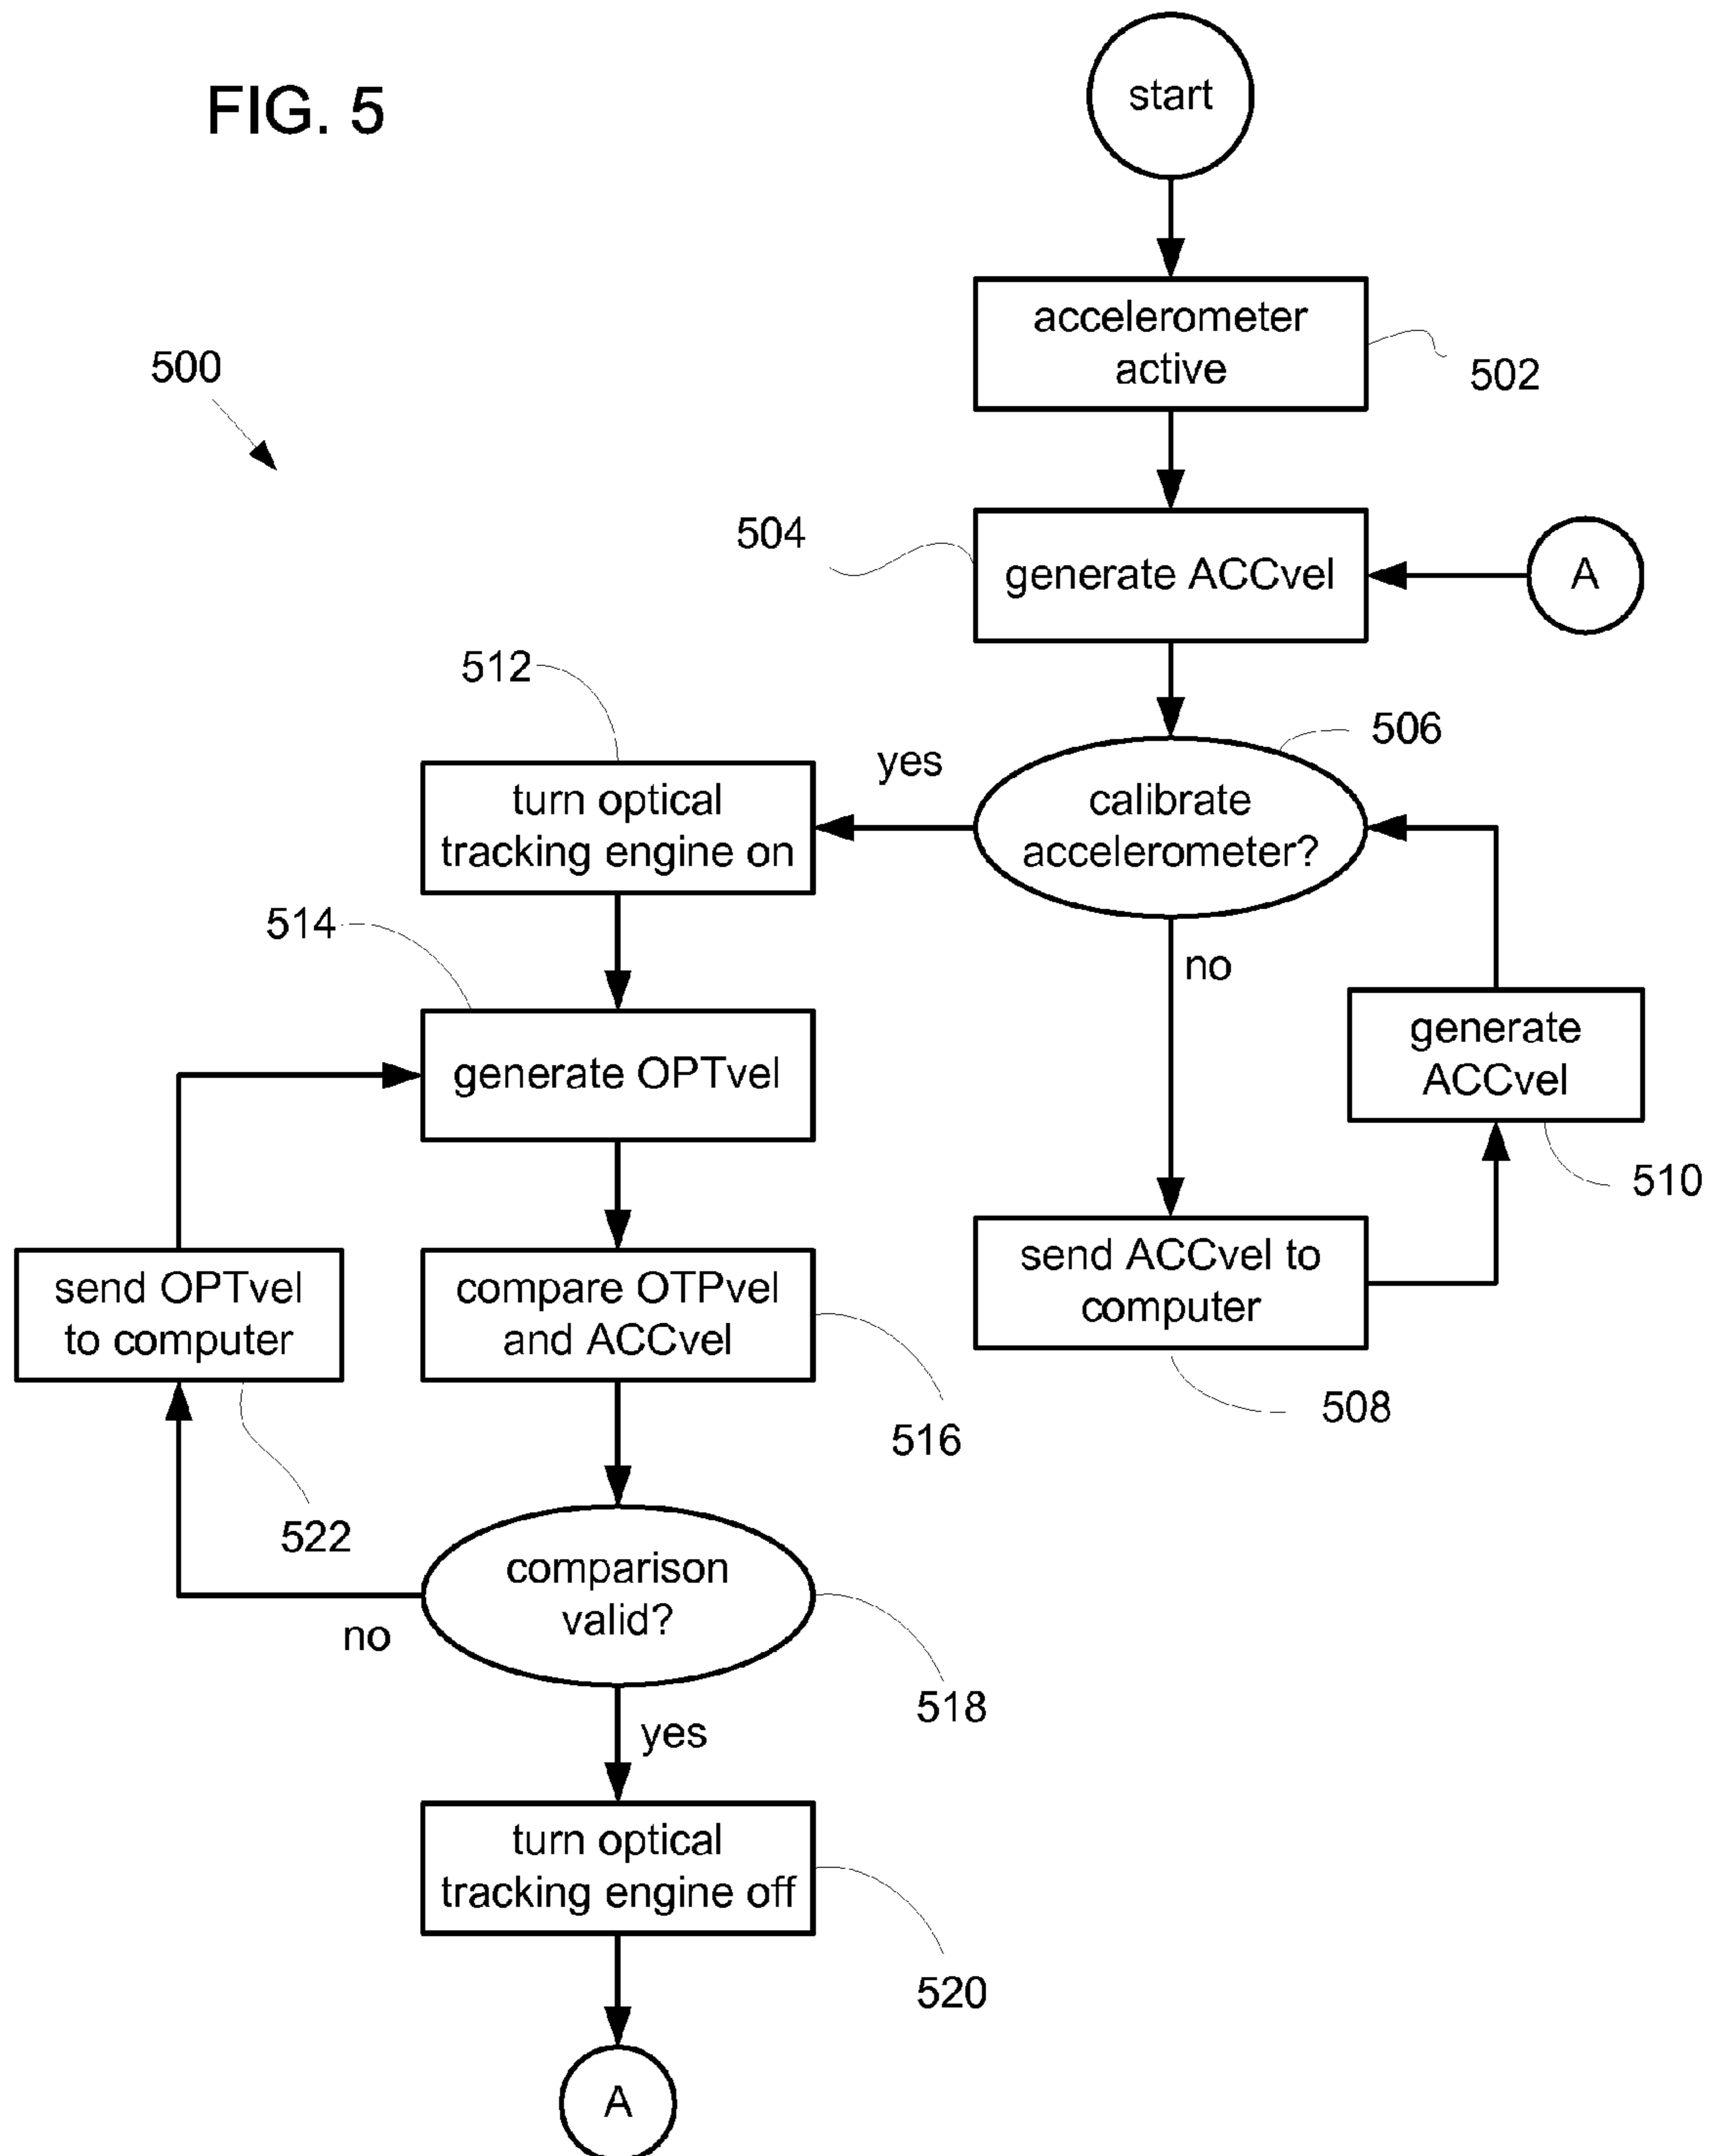 FIG. 5
start
500
accelerometer
active
502
504
generate ACCvel
A
512
506
yes
turn optical
tracking engine on
calibrate
accelerometer?
514
no
generate
ACCvel
generate OPTvel
510
send OPTvel
to computer
compare OTPvel
and ACCvel
send ACCvel to
computer
508
516
522
comparison
valid?
no
518
yes
turn optical
tracking engine off
520
A